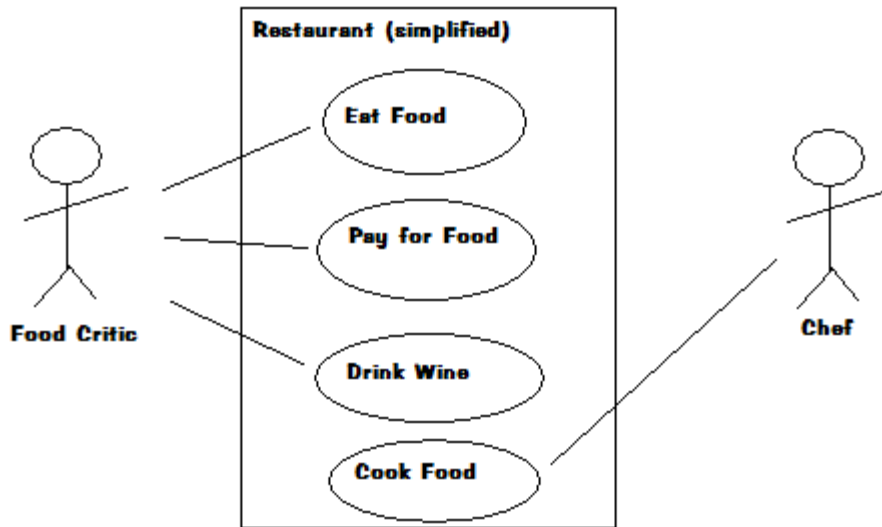 Restaurant (simplified)
Eat Food
Pay for Food
Drink Wine
Cook Food
Food Critic
Chef